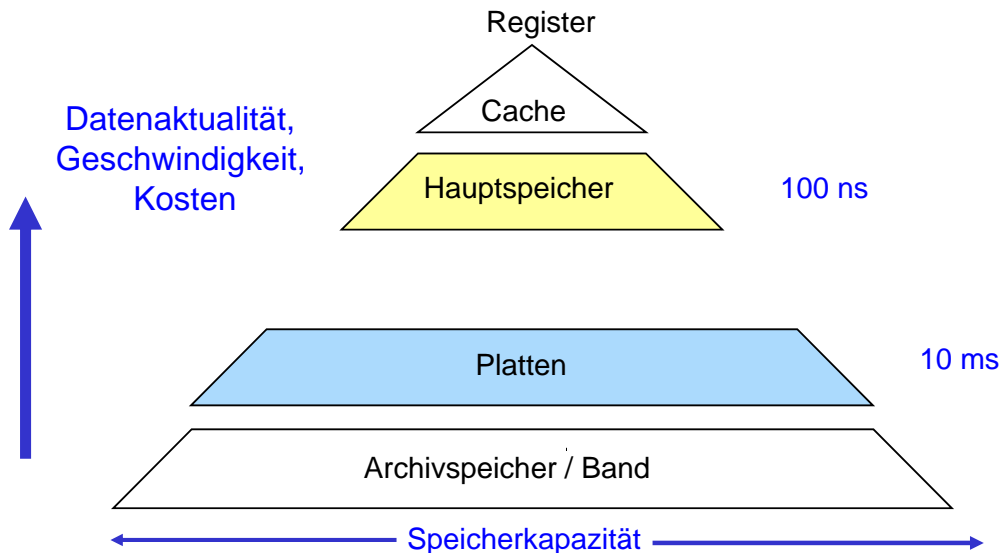 Register
Cache
Datenaktualität,
Geschwindigkeit,
Kosten
Hauptspeicher
100 ns
Platten
10 ms
Archivspeicher / Band
Speicherkapazität